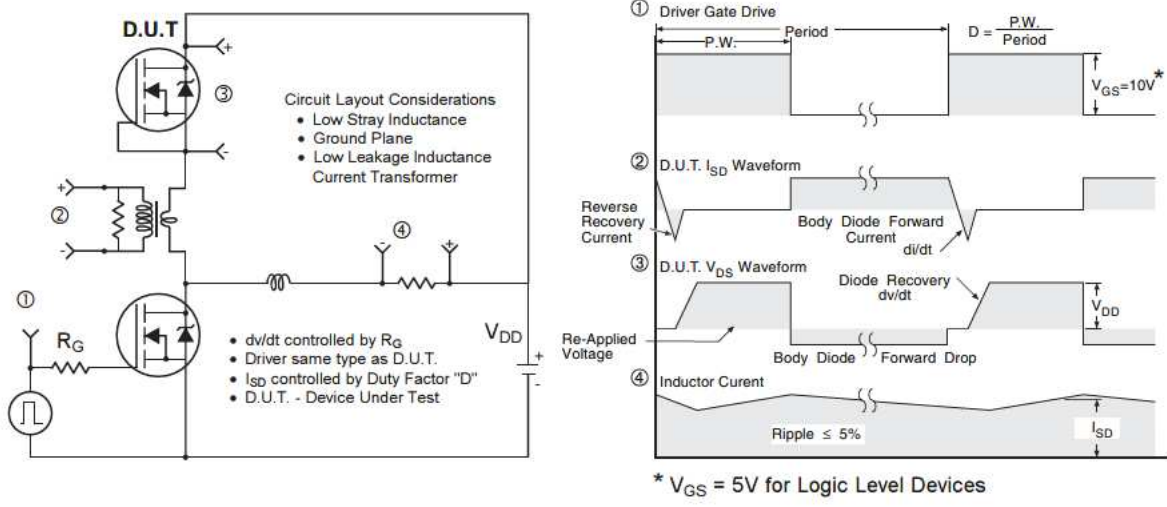 D.U.T
+
③
-
Circuit Layout Considerations
• Low Stray Inductance
• Ground Plane
• Low Leakage Inductance
Current Transformer
+
②
-
④
-
+
①
R_G
V_DD
+
-
• dv/dt controlled by R_G
• Driver same type as D.U.T.
• I_SD controlled by Duty Factor "D"
• D.U.T. - Device Under Test
① Driver Gate Drive
P.W.
Period
D = P.W. / Period
V_GS=10V*
② D.U.T. I_SD Waveform
Reverse
Recovery
Current
Body Diode Forward
Current
di/dt
③ D.U.T. V_DS Waveform
Diode Recovery
dv/dt
V_DD
Re-Applied
Voltage
Body Diode Forward Drop
④ Inductor Curent
Ripple ≤ 5%
I_SD
* V_GS = 5V for Logic Level Devices